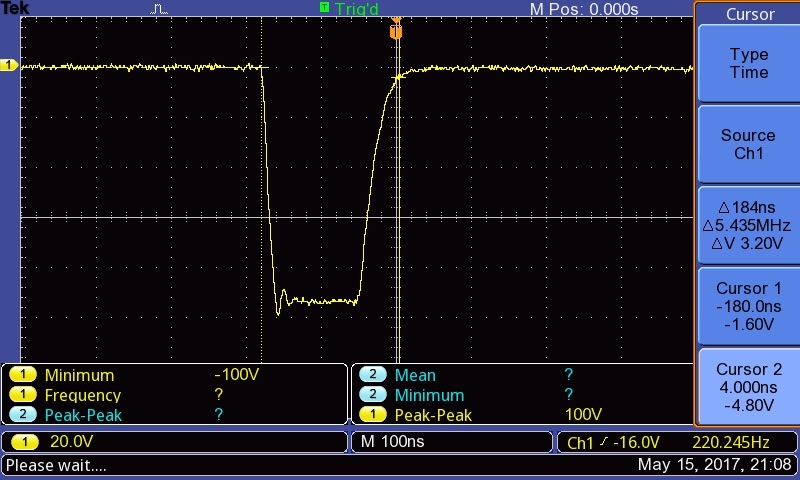 Tek Trig'd M Pos: 0.000s
Cursor
T
1
Type
Time
Source
Ch1
△184ns
△5.435MHz
△V 3.20V
Cursor 1
-180.0ns
-1.60V
Cursor 2
4.000ns
-4.80V
1 Minimum -100V
1 Frequency ?
2 Peak-Peak ?
2 Mean ?
2 Minimum ?
1 Peak-Peak 100V
1 20.0V M 100ns Ch1 -16.0V 220.245Hz
Please wait.... May 15, 2017, 21:08